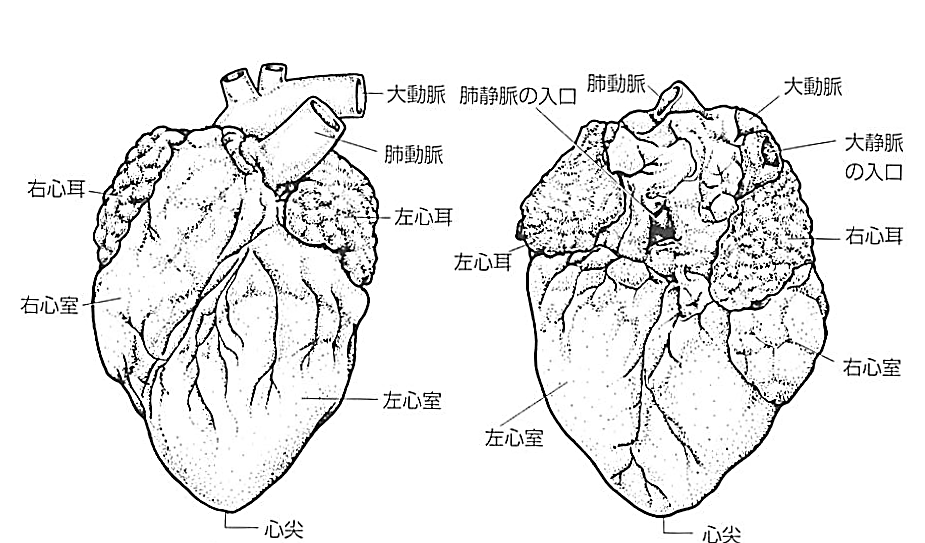 大動脈
肺動脈
右心耳
左心耳
右心室
左心室
心尖
肺静脈の入口
肺動脈
大動脈
大静脈
の入口
左心耳
右心耳
右心室
左心室
心尖